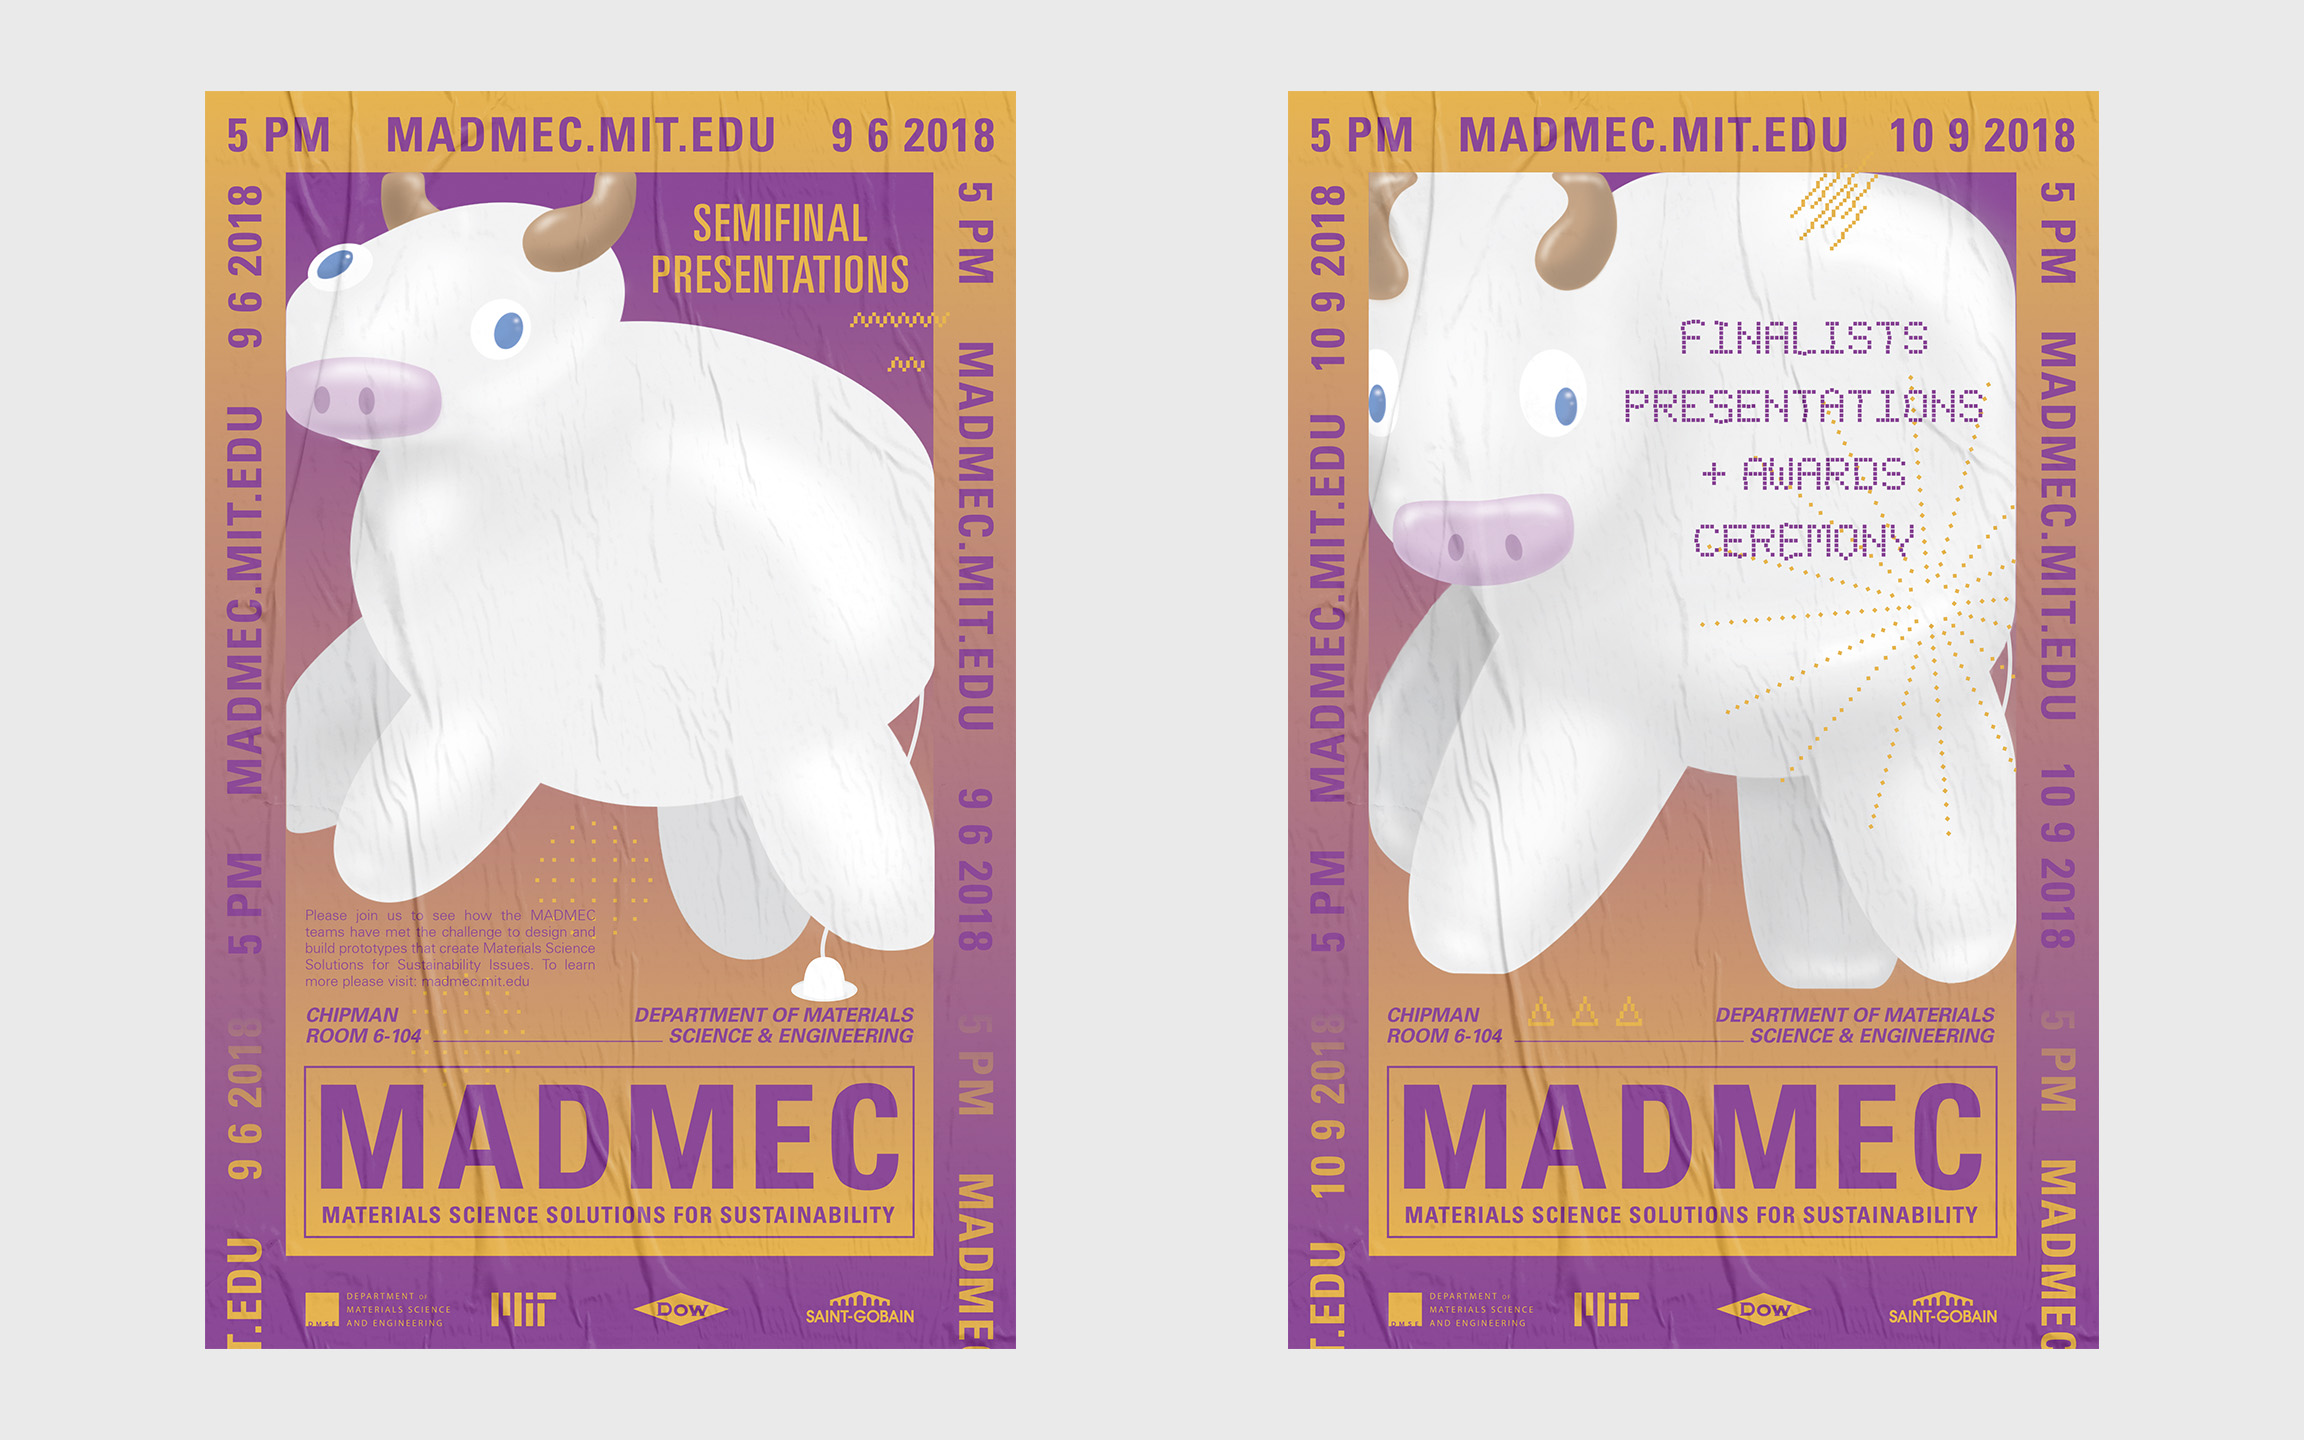 5 PM MADMEC.MIT.EDU 9 6 2018
5 PM MADMEC.MIT.EDU 9 6 2018 5 PM MADMEC
T.EDU 9 6 2018 5 PM MADMEC.MIT.EDU 9 6 2018
SEMIFINAL
PRESENTATIONS
Please join us to see how the MADMEC
teams have met the challenge to design and
build prototypes that create Materials Science
Solutions for Sustainability Issues. To learn
more please visit: madmec.mit.edu
CHIPMAN
ROOM 6-104
DEPARTMENT OF MATERIALS
SCIENCE & ENGINEERING
MADMEC
MATERIALS SCIENCE SOLUTIONS FOR SUSTAINABILITY
DMSE
DEPARTMENT OF
MATERIALS SCIENCE
AND ENGINEERING
MIT
DOW
SAINT-GOBAIN
5 PM MADMEC.MIT.EDU 10 9 2018
5 PM MADMEC.MIT.EDU 10 9 2018 5 PM MADMEC
T.EDU 10 9 2018 5 PM MADMEC.MIT.EDU 10 9 2018
FINALISTS
PRESENTATIONS
+ AWARDS
CEREMONY
CHIPMAN
ROOM 6-104
DEPARTMENT OF MATERIALS
SCIENCE & ENGINEERING
MADMEC
MATERIALS SCIENCE SOLUTIONS FOR SUSTAINABILITY
DMSE
DEPARTMENT OF
MATERIALS SCIENCE
AND ENGINEERING
MIT
DOW
SAINT-GOBAIN